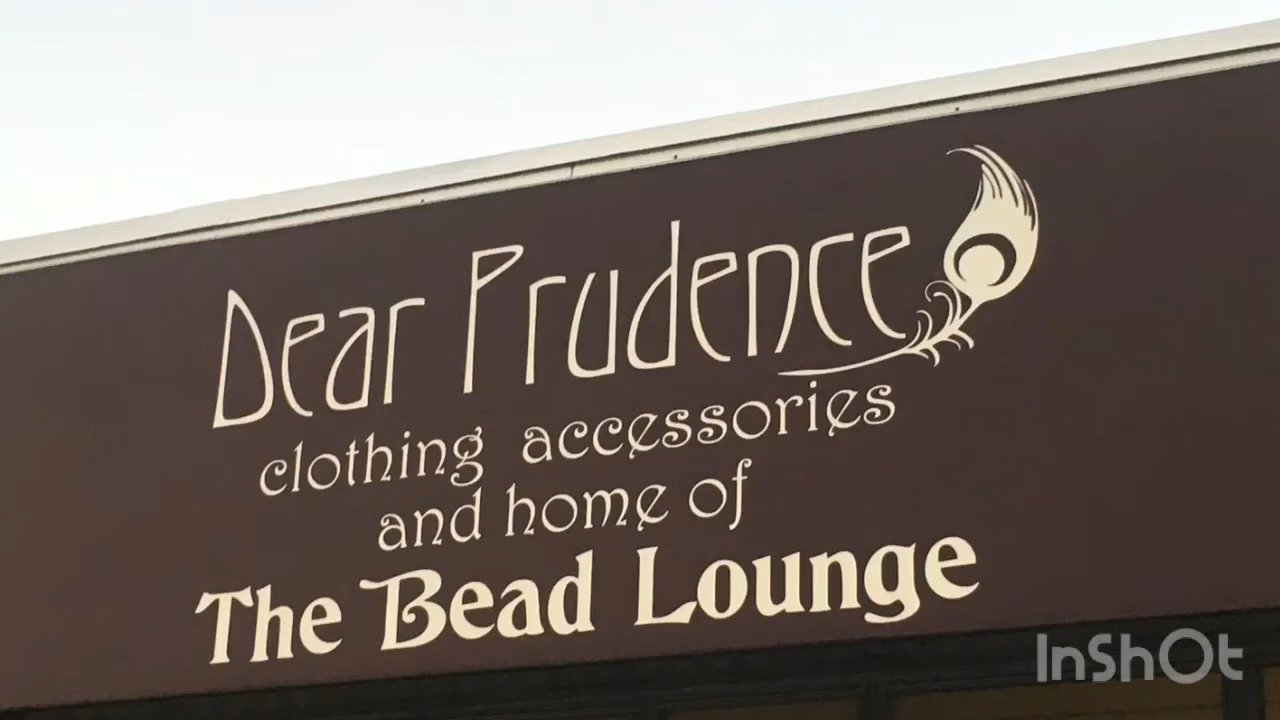 Dear Prudence
clothing accessories
and home of
The Bead Lounge
InShOt